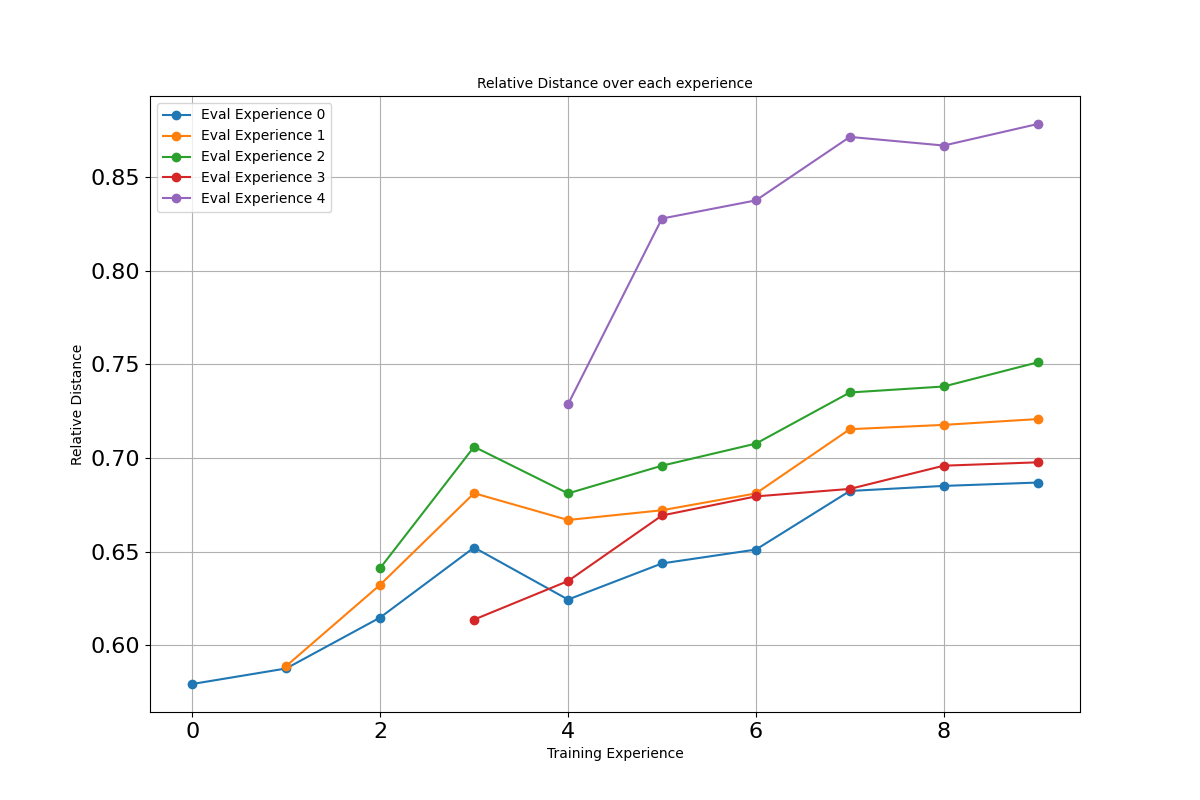 Relative Distance over each experience
Eval Experience 0
Eval Experience 1
Eval Experience 2
Eval Experience 3
Eval Experience 4
0.85
0.80
0.75
0.70
0.65
0.60
Relative Distance
0 2 4 6 8
Training Experience